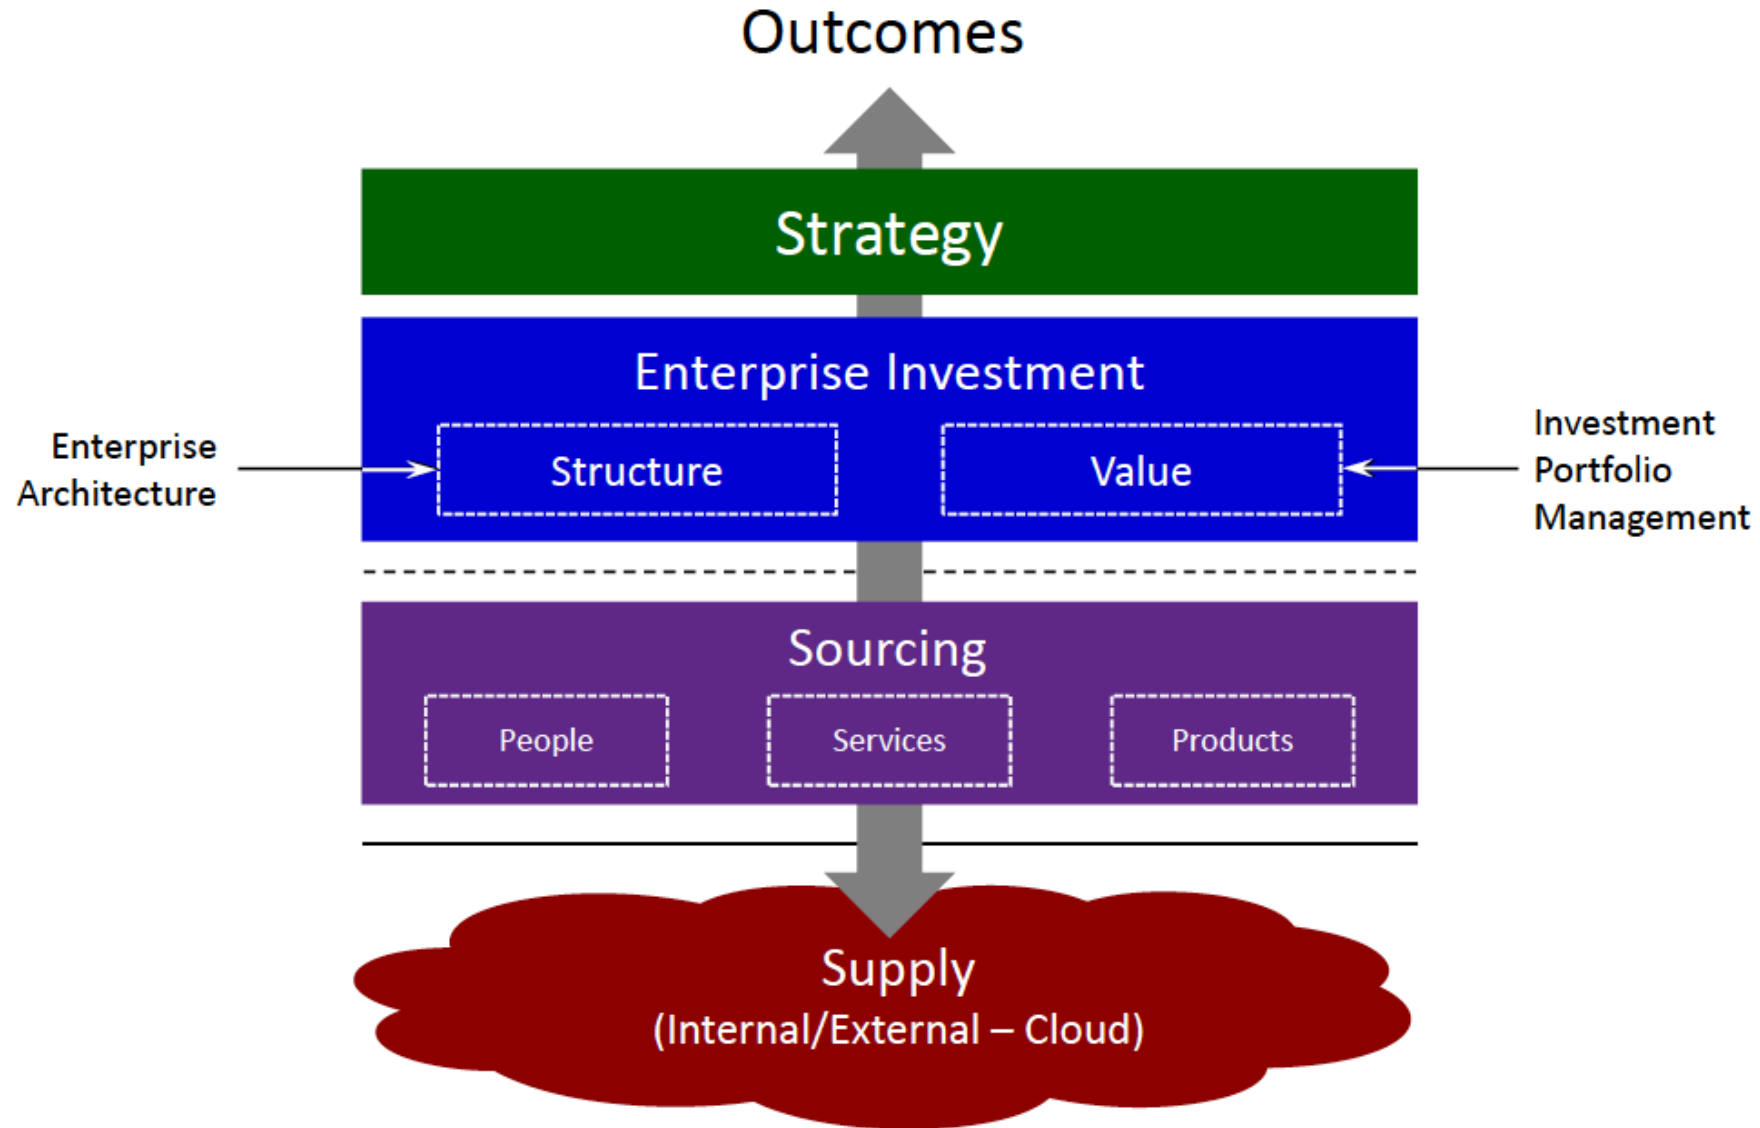 Outcomes
Strategy
Enterprise Investment
Enterprise
Architecture
Structure
Value
Investment
Portfolio
Management
Sourcing
People
Services
Products
Supply
(Internal/External – Cloud)